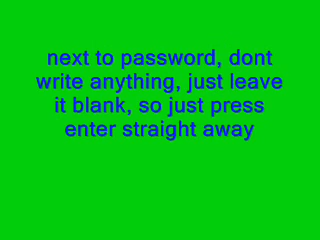 next to password, dont
write anything, just leave
it blank, so just press
enter straight away